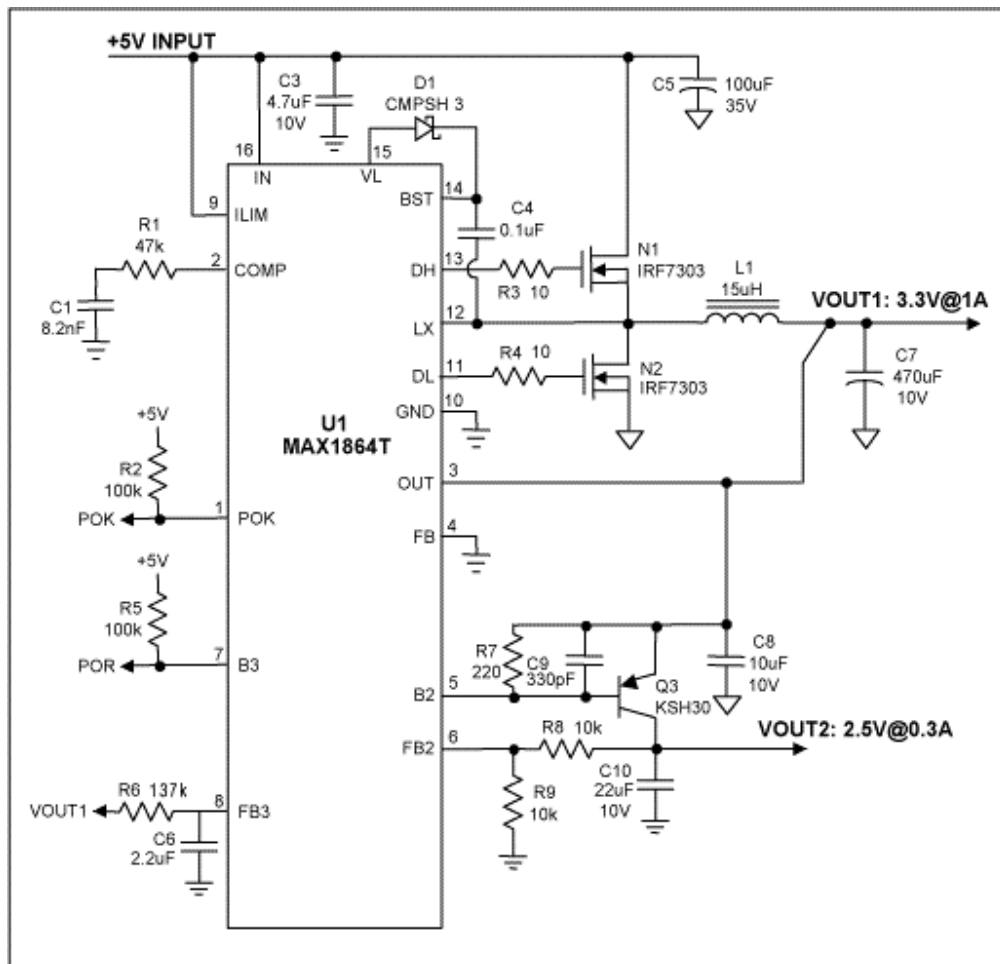 +5V INPUT
C3
4.7uF
10V
D1
CMPSH 3
C5
100uF
35V
16
IN
15
VL
14
BST
9
ILIM
C4
0.1uF
R1
47k
2
COMP
13
DH
R3 10
N1
IRF7303
L1
15uH
VOUT1: 3.3V@1A
C1
8.2nF
12
LX
R4 10
11
DL
N2
IRF7303
C7
470uF
10V
10
GND
U1
MAX1864T
+5V
R2
100k
3
OUT
POK
1
POK
4
FB
+5V
R5
100k
POR
7
B3
R7
220
C9
330pF
C8
10uF
10V
5
B2
Q3
KSH30
VOUT2: 2.5V@0.3A
6
FB2
R8 10k
R9
10k
C10
22uF
10V
R6 137k
VOUT1
8
FB3
C6
2.2uF